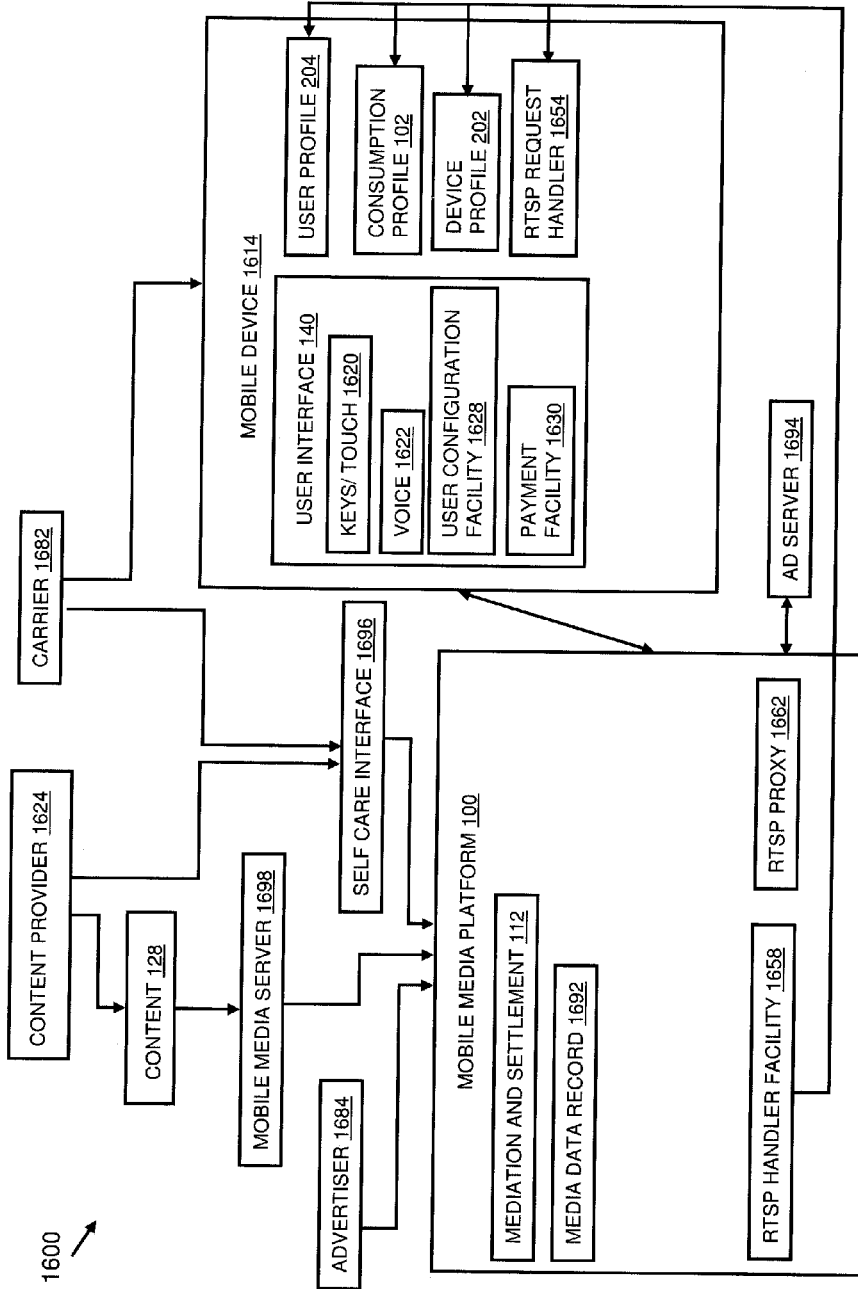 1600
CONTENT PROVIDER 1624
CARRIER 1682
CONTENT 128
MOBILE MEDIA SERVER 1698
SELF CARE INTERFACE 1696
ADVERTISER 1684
MOBILE MEDIA PLATFORM 100
MEDIATION AND SETTLEMENT 112
MEDIA DATA RECORD 1692
RTSP HANDLER FACILITY 1658
RTSP PROXY 1662
AD SERVER 1694
MOBILE DEVICE 1614
USER INTERFACE 140
KEYS/ TOUCH 1620
VOICE 1622
USER CONFIGURATION
FACILITY 1628
PAYMENT
FACILITY 1630
USER PROFILE 204
CONSUMPTION
PROFILE 102
DEVICE
PROFILE 202
RTSP REQUEST
HANDLER 1654